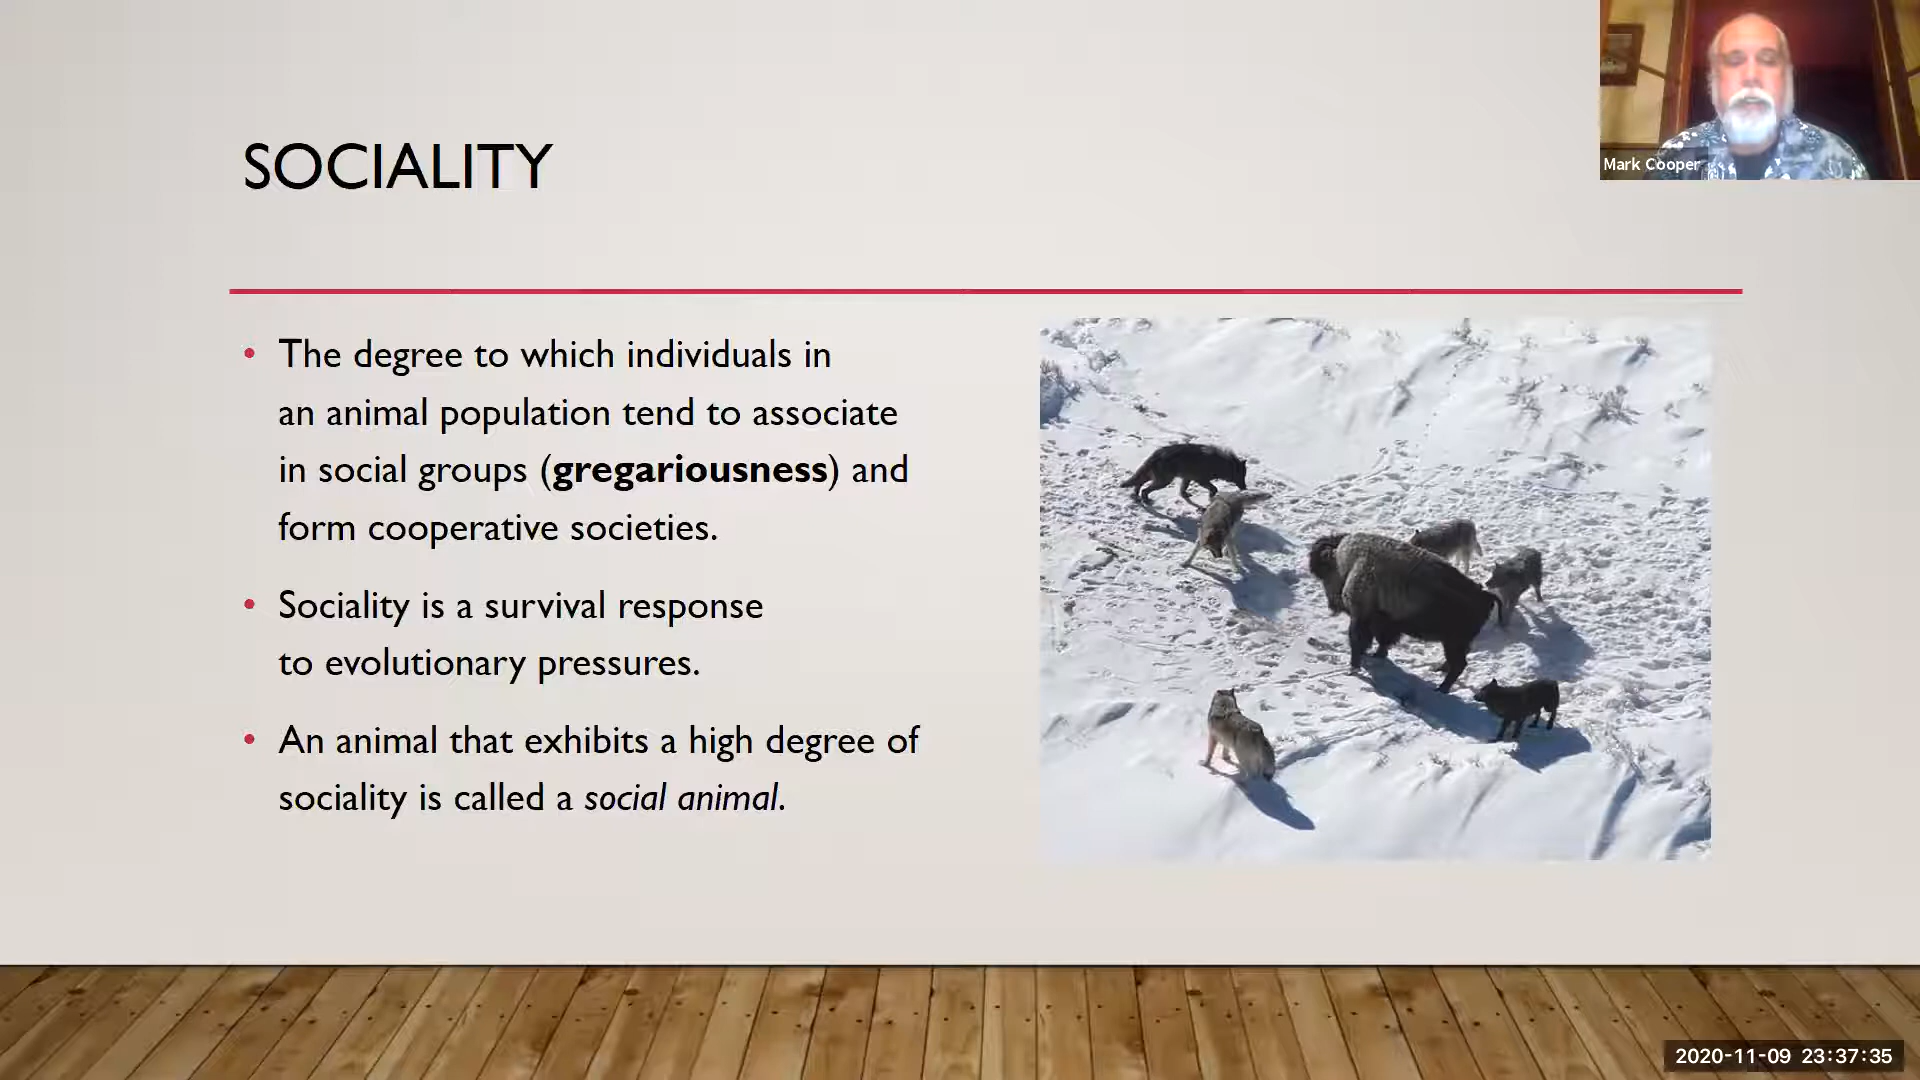 SOCIALITY
Mark Cooper
• The degree to which individuals in
an animal population tend to associate
in social groups (gregariousness) and
form cooperative societies.
• Sociality is a survival response
to evolutionary pressures.
• An animal that exhibits a high degree of
sociality is called a social animal.
2020-11-09 23:37:35